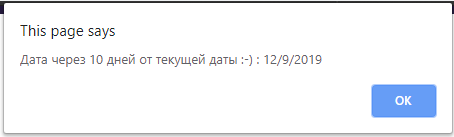 This page says
Дата через 10 дней от текущей даты :-) : 12/9/2019
OK